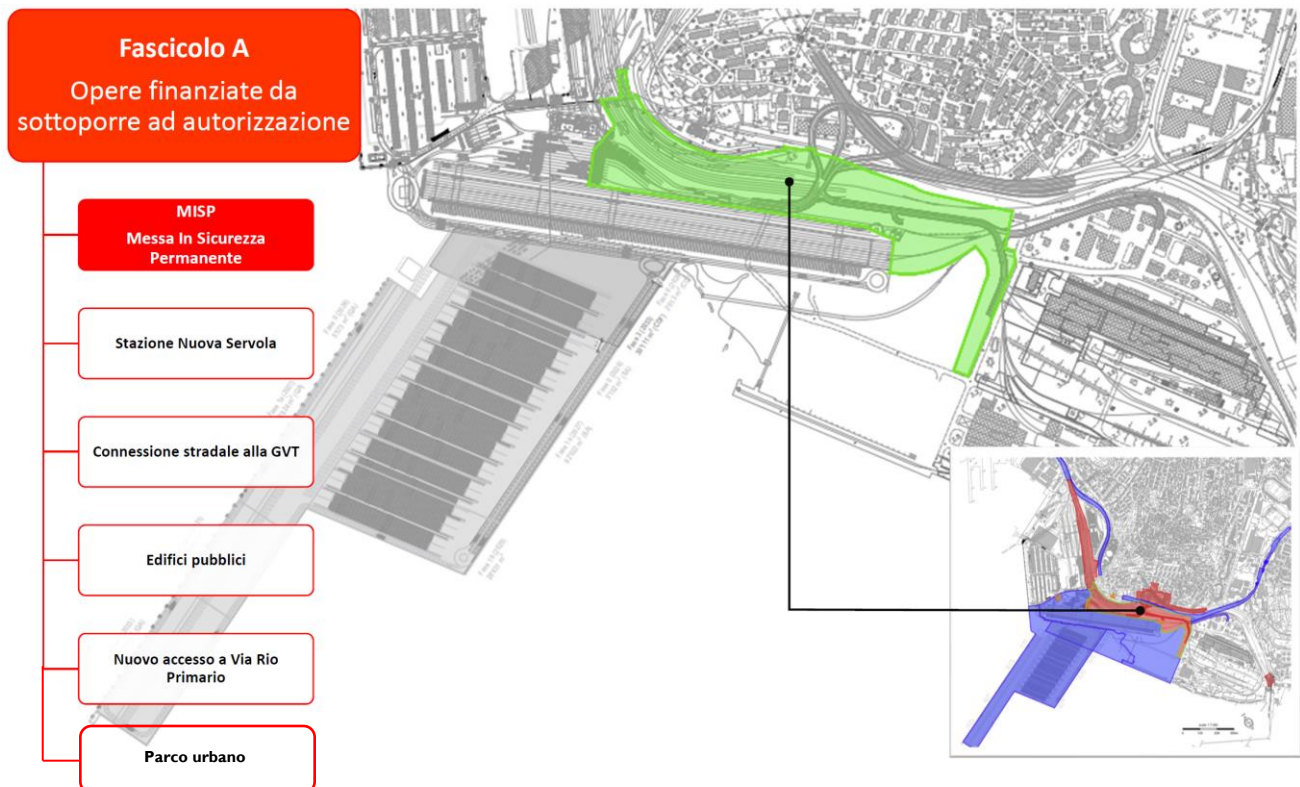 Fascicolo A
Opere finanziate da
sottoporre ad autorizzazione
MISP
Messa In Sicurezza
Permanente
Stazione Nuova Servola
Connessione stradale alla GVT
Edifici pubblici
Nuovo accesso a Via Rio
Primario
Parco urbano